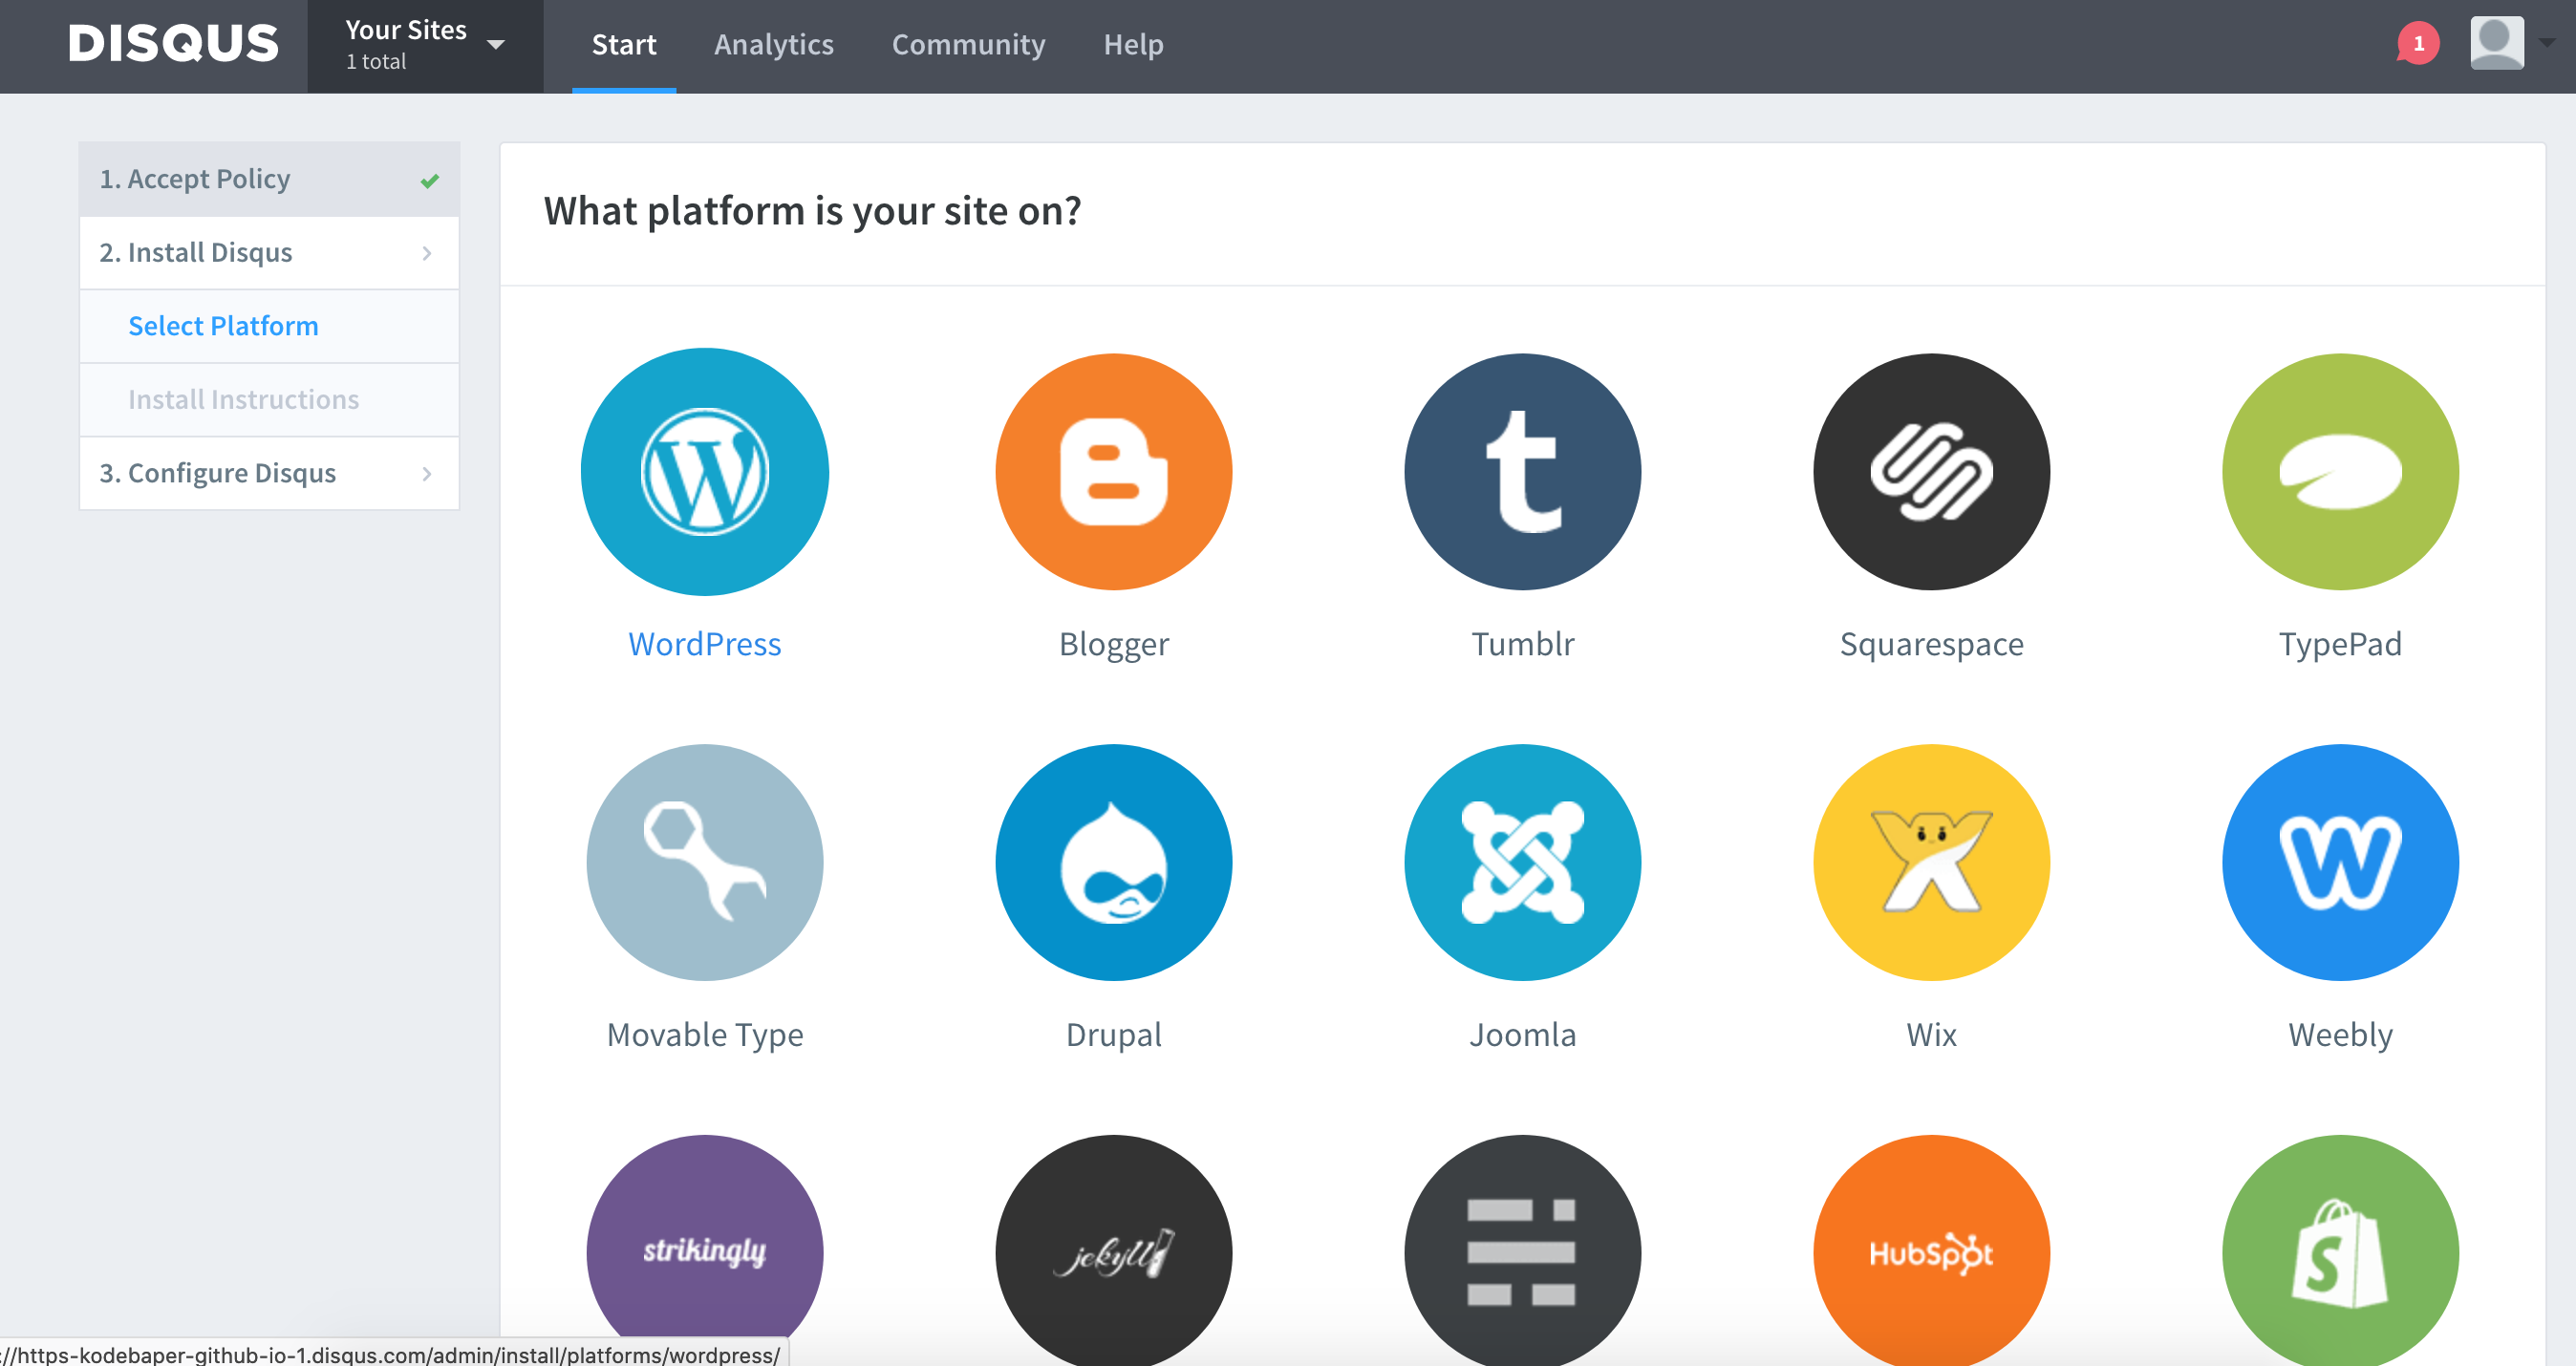 DISQUS
Your Sites
1 total
Start
Analytics
Community
Help
1
1. Accept Policy
2. Install Disqus
Select Platform
Install Instructions
3. Configure Disqus
What platform is your site on?
WordPress
Blogger
Tumblr
Squarespace
TypePad
Movable Type
Drupal
Joomla
Wix
Weebly
strikingly
jekyll
HubSpot
://https-kodebaper-github-io-1.disqus.com/admin/install/platforms/wordpress/